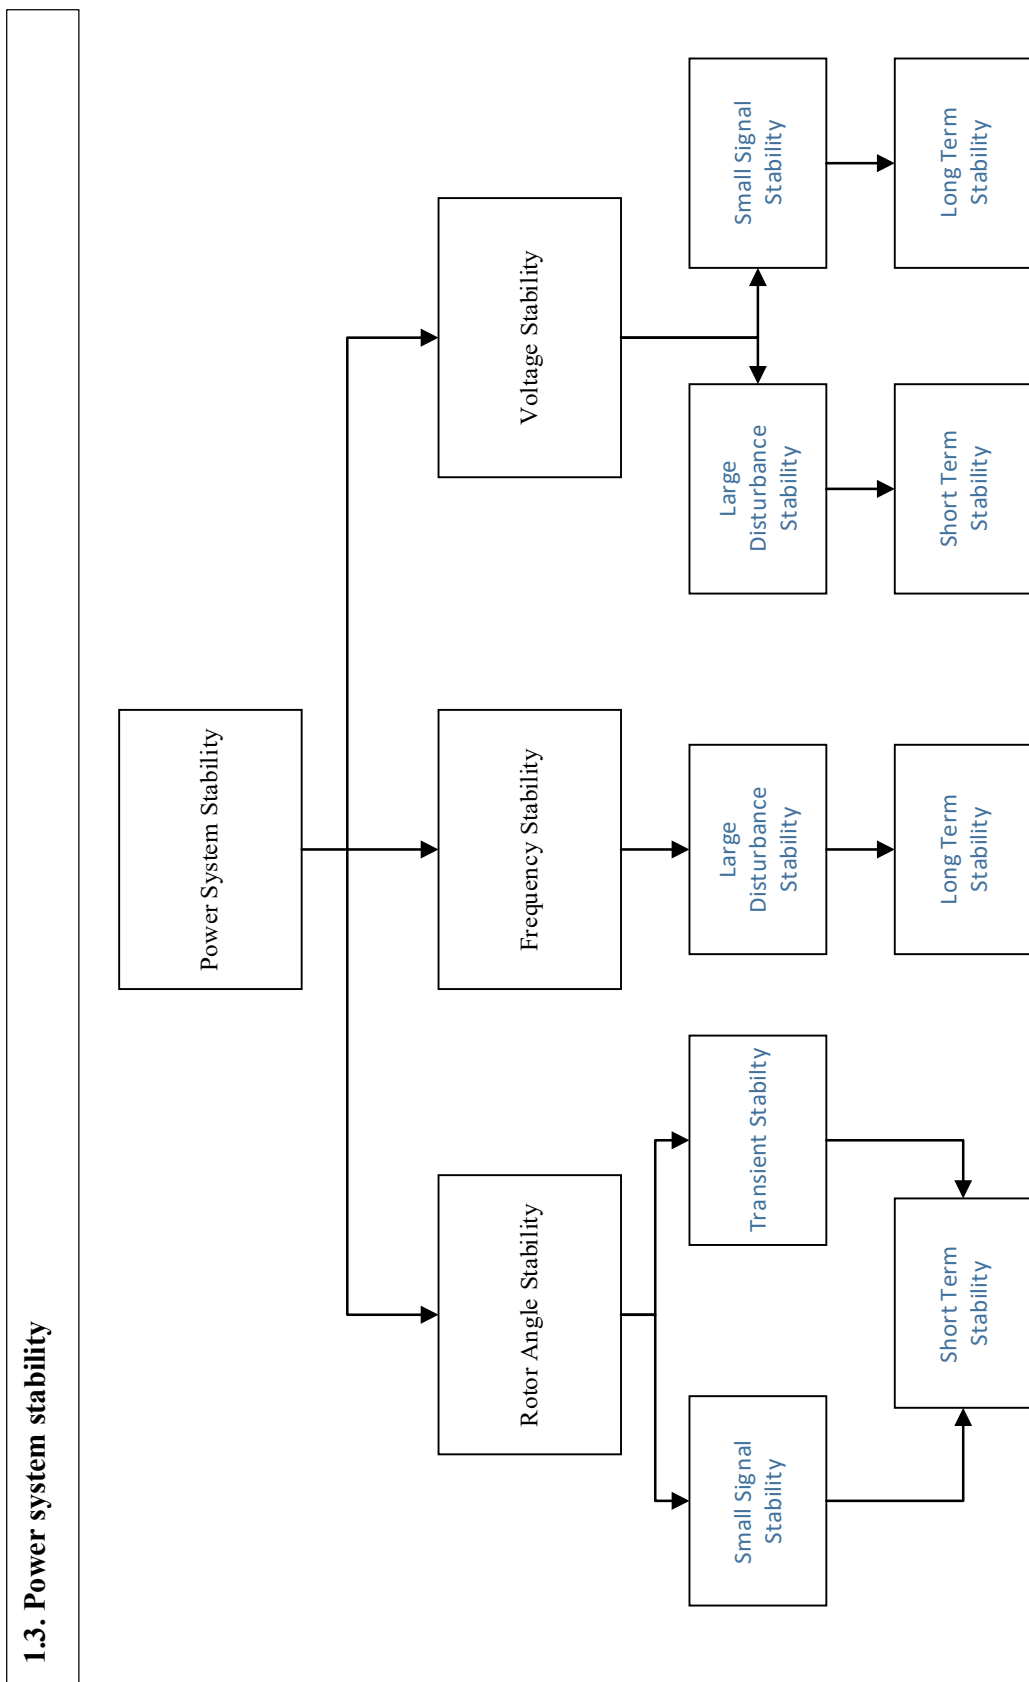 1.3. Power system stability
Power System Stability
Rotor Angle Stability
Frequency Stability
Voltage Stability
Small Signal
Stability
Transient Stabilty
Large
Disturbance
Stability
Large
Disturbance
Stability
Small Signal
Stability
Short Term
Stability
Long Term
Stability
Short Term
Stability
Long Term
Stability